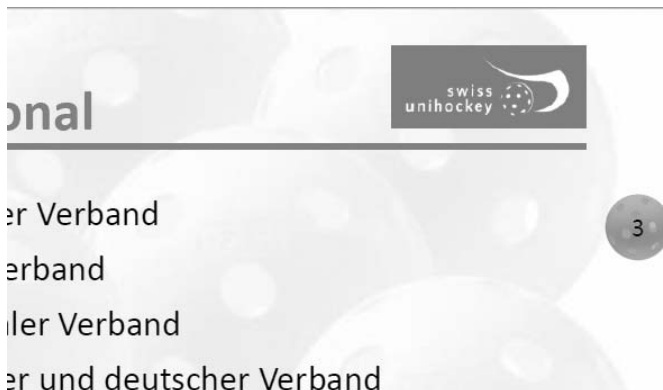 onal
swiss
unihockey
er Verband
3
erband
ler Verband
er und deutscher Verband